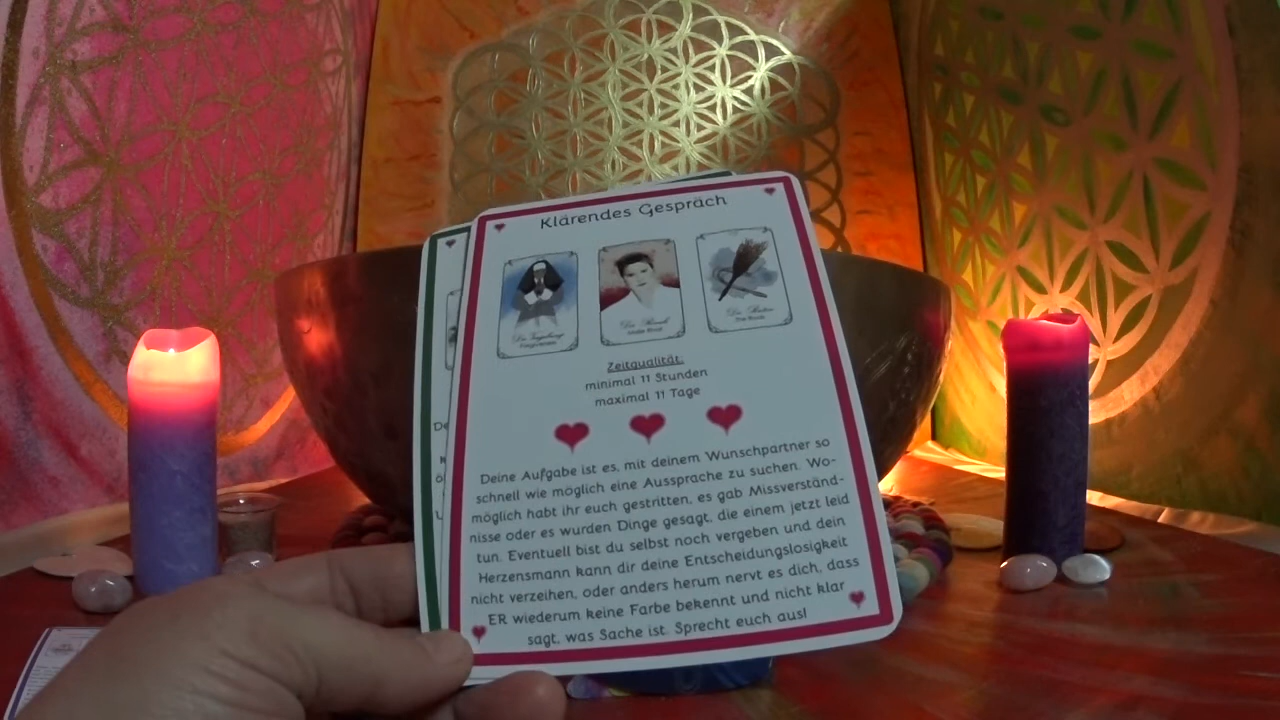 Klärendes Gespräch
Der Mönch
Zeitqualität:
minimal 11 Stunden
maximal 11 Tage
Deine Aufgabe ist es, mit deinem Wunschpartner so
schnell wie möglich eine Aussprache zu suchen. Wo-
möglich habt ihr euch gestritten, es gab Missverständ-
nisse oder es wurden Dinge gesagt, die einem jetzt leid
tun. Eventuell bist du selbst noch vergeben und dein
Herzensmann kann dir deine Entscheidungslosigkeit
nicht verzeihen, oder anders herum nervt es dich, dass
ER wiederum keine Farbe bekennt und nicht klar
sagt, was Sache ist. Sprecht euch aus!